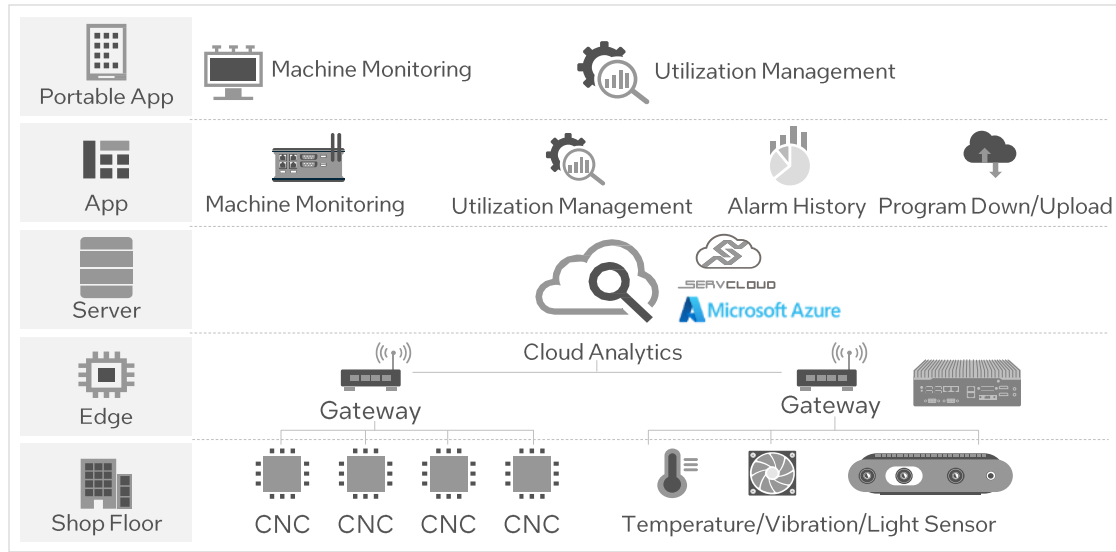 Portable App
Machine Monitoring
Utilization Management
App
Machine Monitoring
Utilization Management
Alarm History
Program Down/Upload
Server
SERVCLOUD
Microsoft Azure
Edge
Gateway
Cloud Analytics
Gateway
Shop Floor
CNC
CNC
CNC
CNC
Temperature/Vibration/Light Sensor